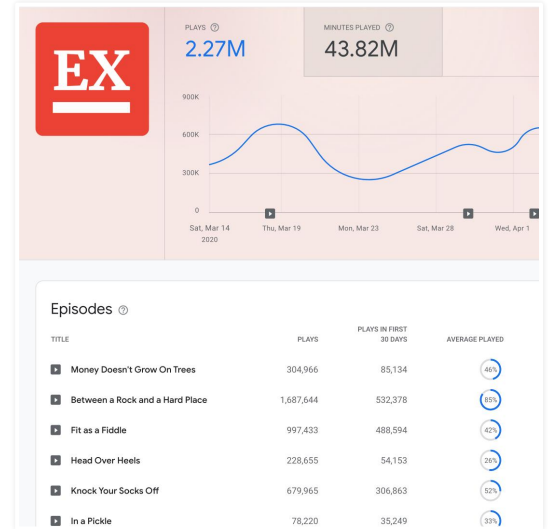 EX
PLAYS
2.27M
MINUTES PLAYED
43.82M
900K
600K
300K
0
Sat, Mar 14
2020
Thu, Mar 19
Mon, Mar 23
Sat, Mar 28
Wed, Apr 1
Episodes
TITLE
PLAYS
PLAYS IN FIRST
30 DAYS
AVERAGE PLAYED
Money Doesn't Grow On Trees 304,966 85,134 46%
Between a Rock and a Hard Place 1,687,644 532,378 85%
Fit as a Fiddle 997,433 488,594 42%
Head Over Heels 228,655 54,153 26%
Knock Your Socks Off 679,965 306,863 52%
In a Pickle 78,220 35,249 33%